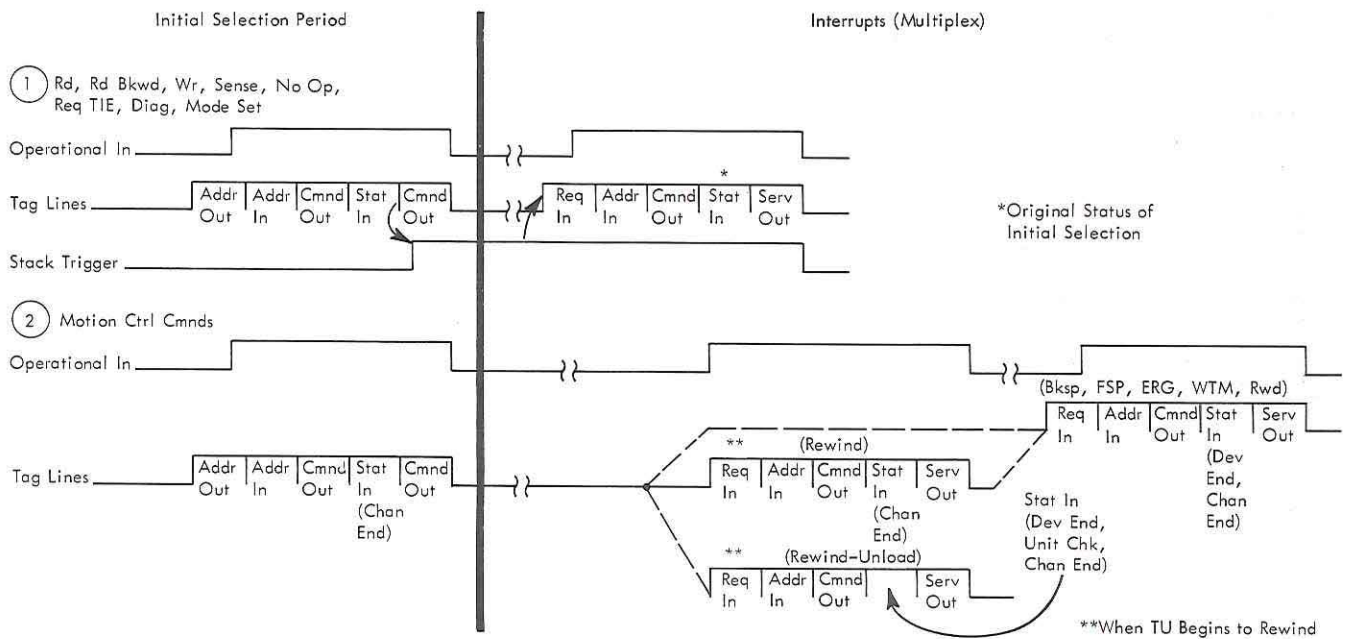 Initial Selection Period
Interrupts (Multiplex)
1 Rd, Rd Bkwd, Wr, Sense, No Op,
Req TIE, Diag, Mode Set
Operational In
Tag Lines
Addr Out
Addr In
Cmnd Out
Stat In
Cmnd Out
*
Req In
Addr In
Cmnd Out
Stat In
Serv Out
*Original Status of
Initial Selection
Stack Trigger
2 Motion Ctrl Cmnds
Operational In
(Bksp, FSP, ERG, WTM, Rwd)
Req In
Addr In
Cmnd Out
Stat In (Dev End, Chan End)
Serv Out
Tag Lines
Addr Out
Addr In
Cmnd Out
Stat In (Chan End)
Cmnd Out
** (Rewind)
Req In
Addr In
Cmnd Out
Stat In (Chan End)
Serv Out
Stat In
(Dev End,
Unit Chk,
Chan End)
** (Rewind-Unload)
Req In
Addr In
Cmnd Out
Serv Out
**When TU Begins to Rewind